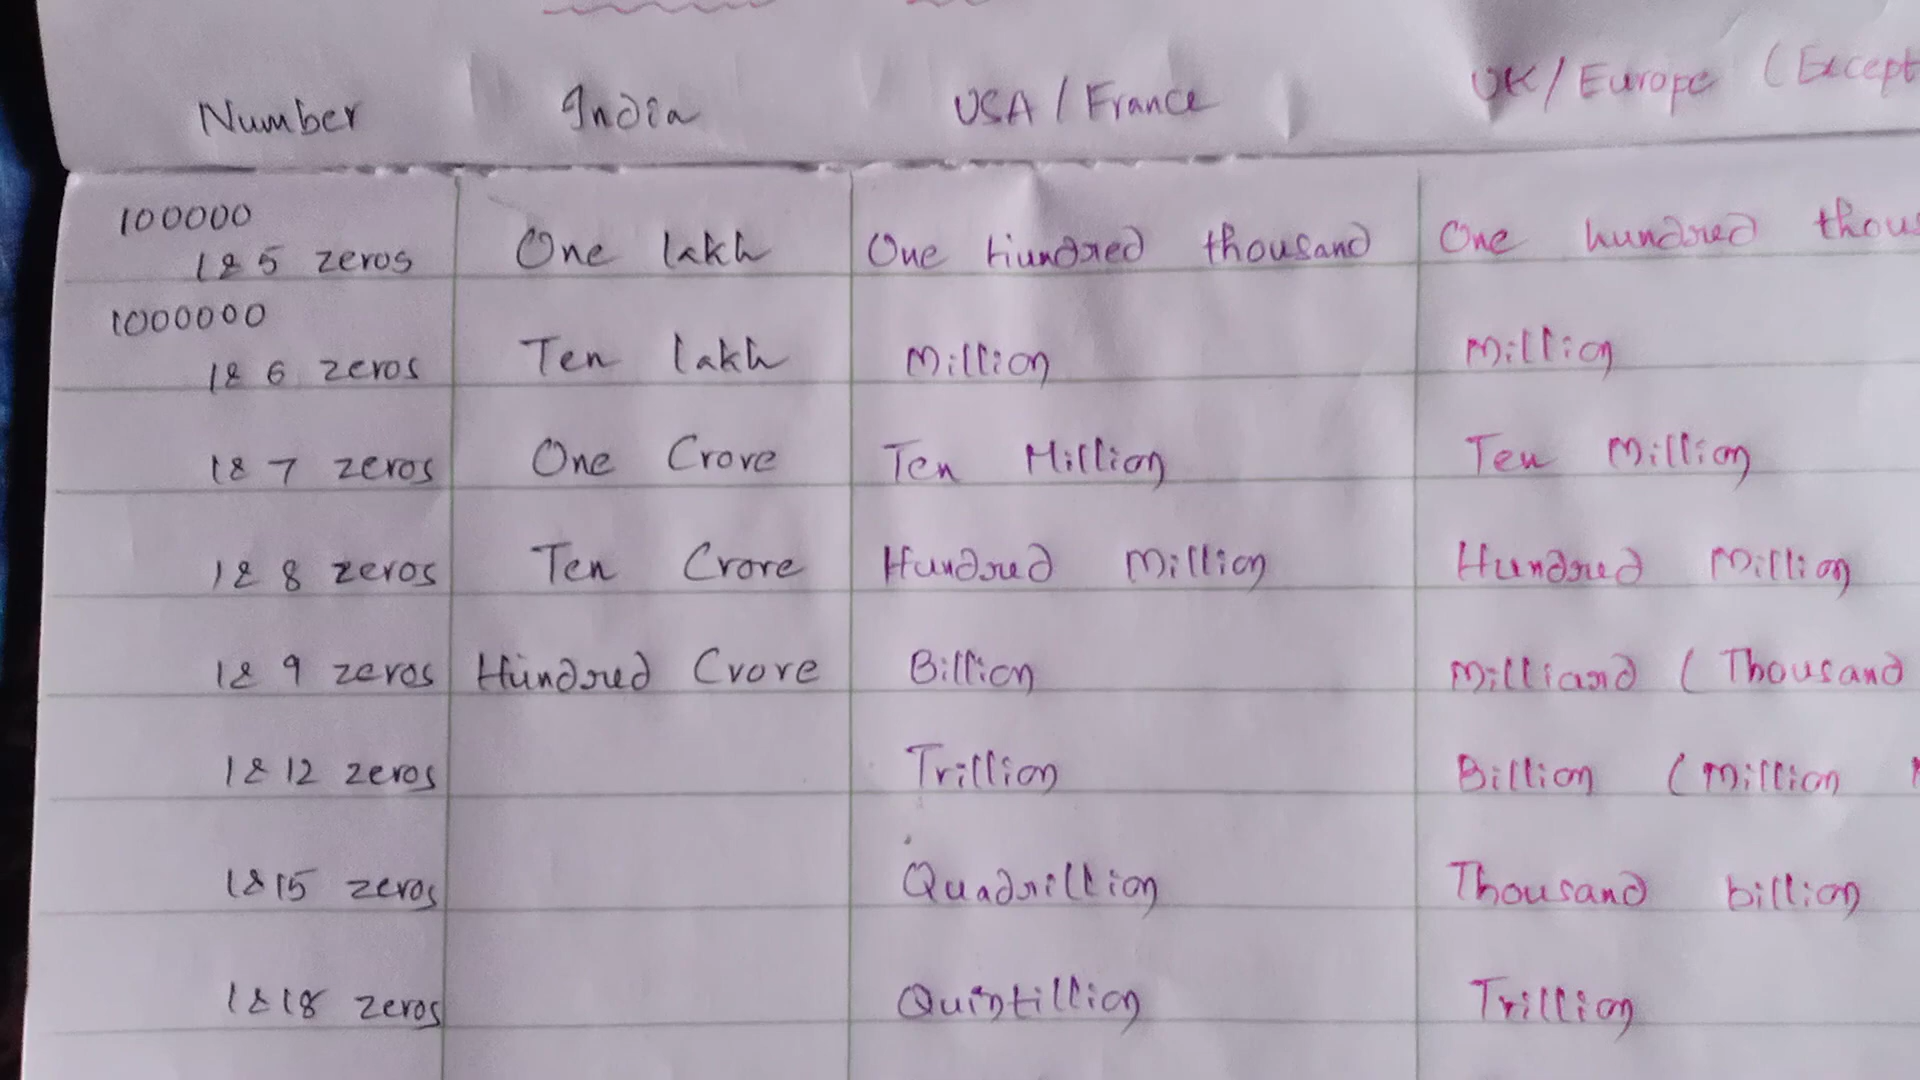 Number India USA / France UK / Europe (Except
100000
1 & 5 zeros One lakh One hundred thousand One hundred thous
1000000
1 & 6 zeros Ten lakh Million Million
1 & 7 zeros One Crore Ten Million Ten Million
1 & 8 zeros Ten Crore Hundred Million Hundred Million
1 & 9 zeros Hundred Crore Billion Milliard (Thousand
1 & 12 zeros Trillion Billion (Million
1 & 15 zeros Quadrillion Thousand billion
1 & 18 zeros Quintillion Trillion